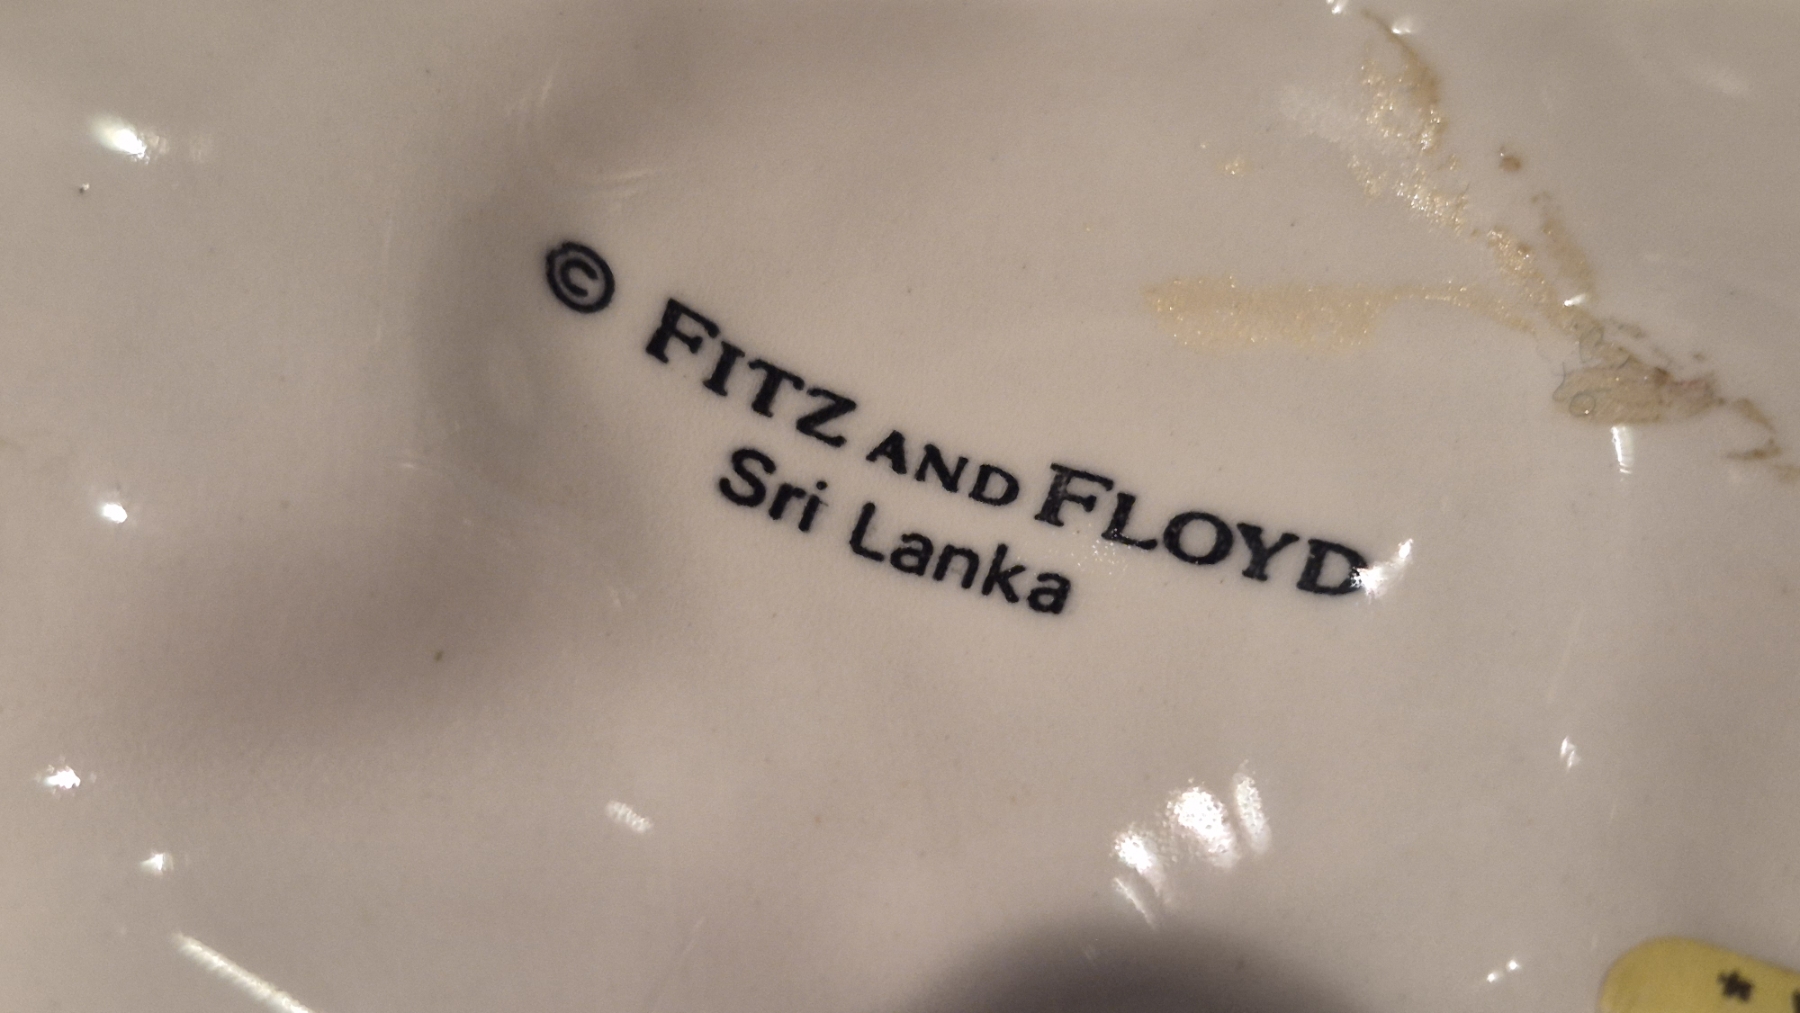 © FITZ AND FLOYD
Sri Lanka